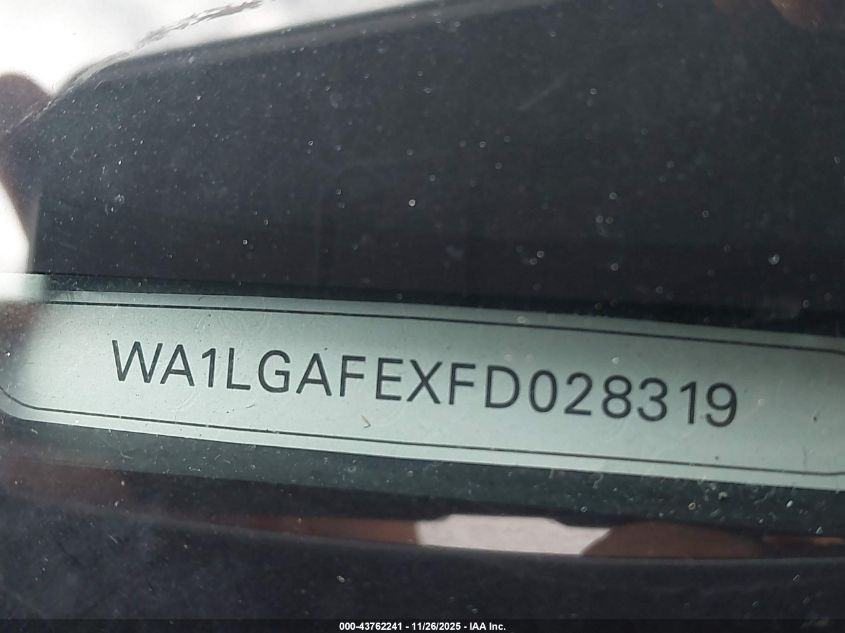 WA1LGAFEXFD028319
000-43762241 - 11/26/2025 - IAA Inc.